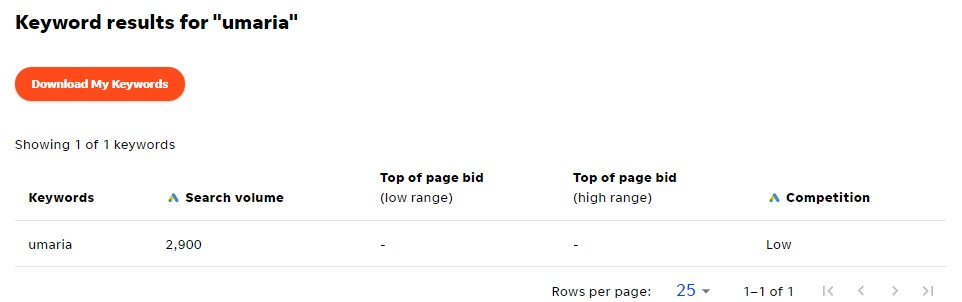 Keyword results for "umaria"
Download My Keywords
Showing 1 of 1 keywords
Keywords Search volume Top of page bid (low range) Top of page bid (high range) Competition
umaria 2,900 - - Low
Rows per page: 25 1–1 of 1